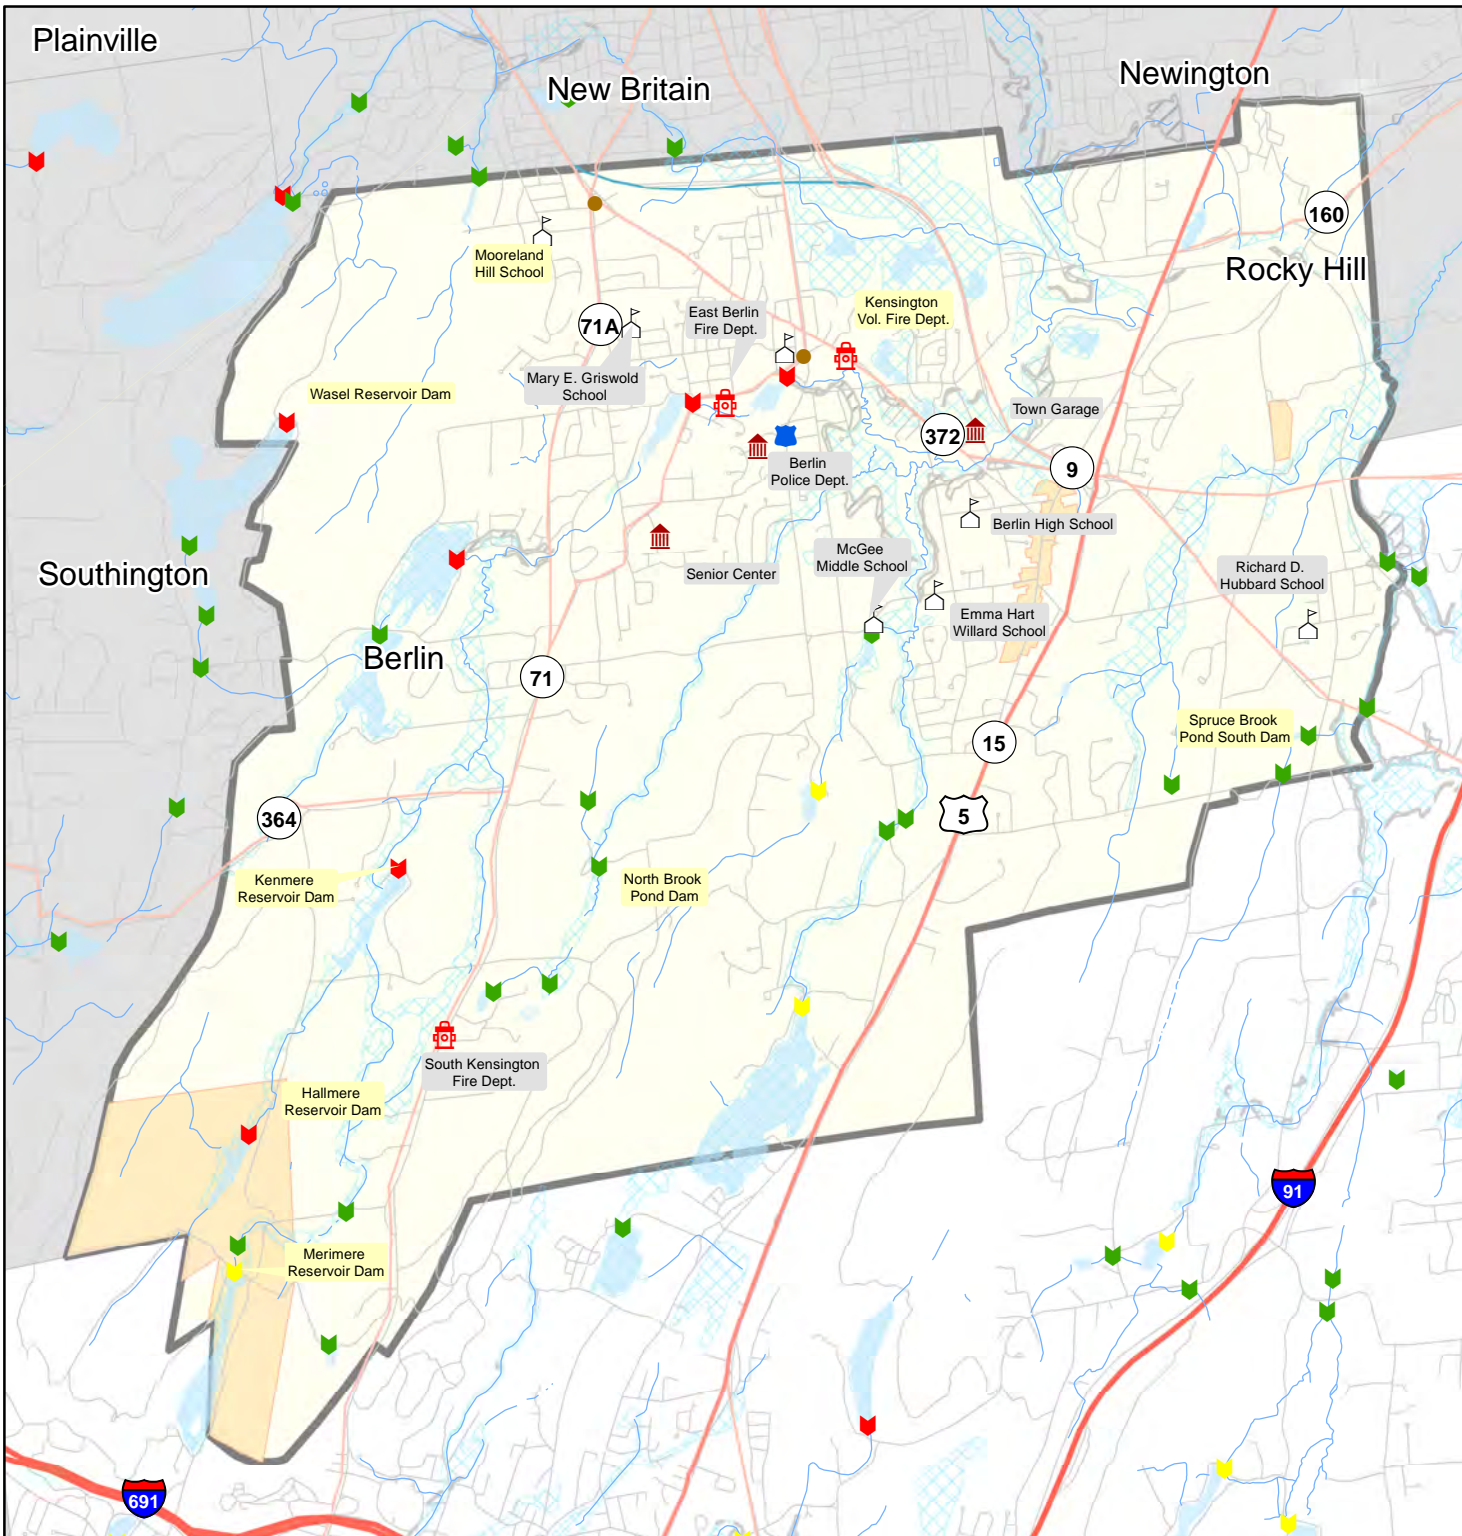 Plainville
New Britain
Newington
160
Rocky Hill
Mooreland
Hill School
71A
East Berlin
Fire Dept.
Kensington
Vol. Fire Dept.
Mary E. Griswold
School
Wasel Reservoir Dam
Town Garage
372
9
Berlin
Police Dept.
Berlin High School
McGee
Middle School
Southington
Senior Center
Richard D.
Hubbard School
Emma Hart
Willard School
Berlin
71
Spruce Brook
Pond South Dam
15
5
364
Kenmere
Reservoir Dam
North Brook
Pond Dam
South Kensington
Fire Dept.
Hallmere
Reservoir Dam
91
Merimere
Reservoir Dam
691